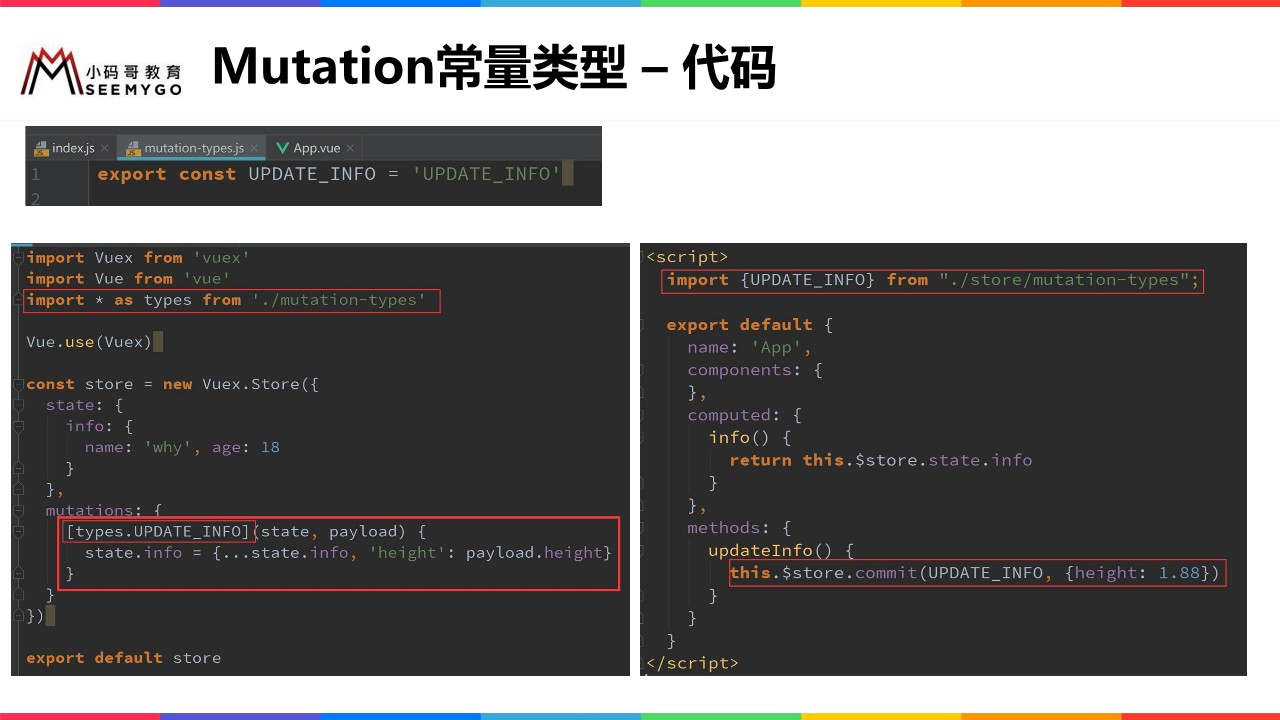 小码哥教育
SEEMYGO
Mutation常量类型 – 代码
index.js
mutation-types.js
App.vue
1
export const UPDATE_INFO = 'UPDATE_INFO'
2
import Vuex from 'vuex'
import Vue from 'vue'
import * as types from './mutation-types'
Vue.use(Vuex)
const store = new Vuex.Store({
state: {
info: {
name: 'why', age: 18
}
},
mutations: {
[types.UPDATE_INFO](state, payload) {
state.info = {...state.info, 'height': payload.height}
}
}
})
export default store
<script>
import {UPDATE_INFO} from "./store/mutation-types";
export default {
name: 'App',
components: {
},
computed: {
info() {
return this.$store.state.info
}
},
methods: {
updateInfo() {
this.$store.commit(UPDATE_INFO, {height: 1.88})
}
}
}
</script>